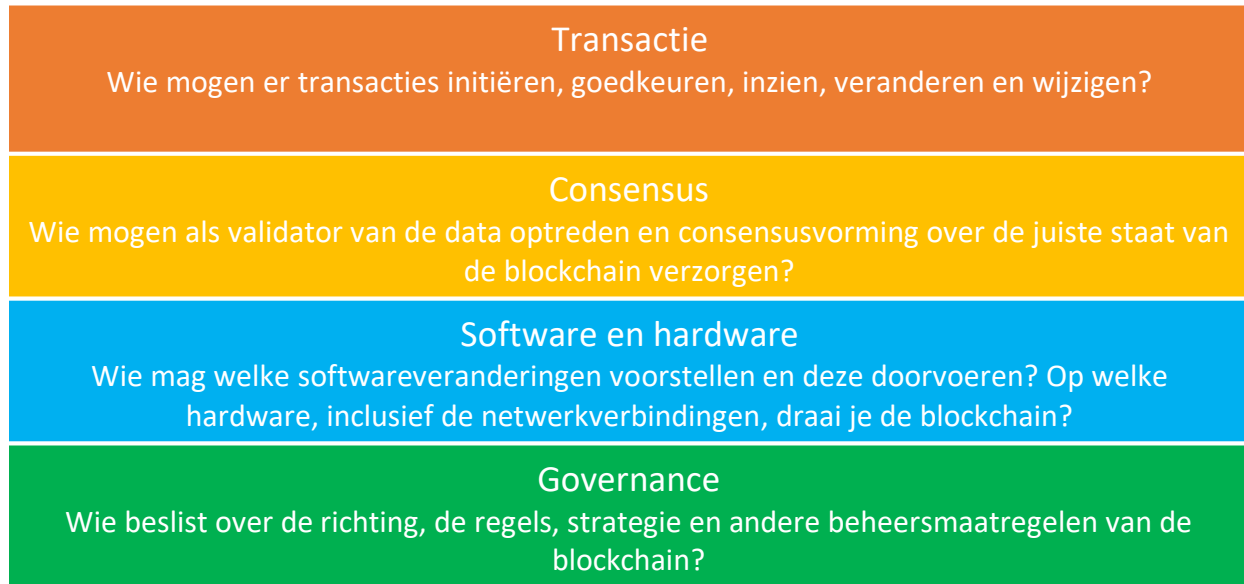 Transactie
Wie mogen er transacties initiëren, goedkeuren, inzien, veranderen en wijzigen?
Consensus
Wie mogen als validator van de data optreden en consensusvorming over de juiste staat van
de blockchain verzorgen?
Software en hardware
Wie mag welke softwareveranderingen voorstellen en deze doorvoeren? Op welke
hardware, inclusief de netwerkverbindingen, draai je de blockchain?
Governance
Wie beslist over de richting, de regels, strategie en andere beheersmaatregelen van de
blockchain?